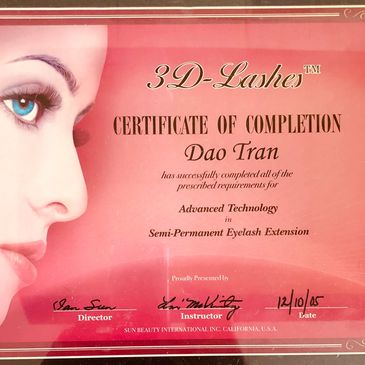 3D-Lashes™
CERTIFICATE OF COMPLETION
Dao Tran
has successfully completed all of the
prescribed requirements for
Advanced Technology
in
Semi-Permanent Eyelash Extension
Proudly Presented by
12/10/05
Director Instructor Date
SUN BEAUTY INTERNATIONAL INC. CALIFORNIA, U.S.A.